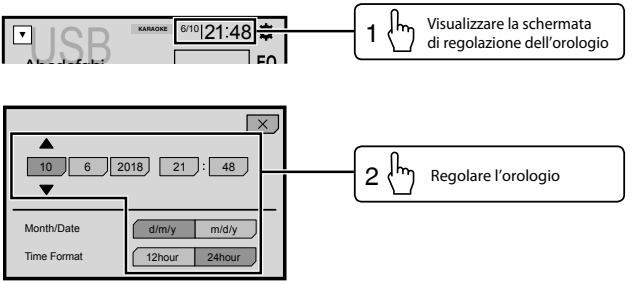 USB
KARAOKE
6/10 21:48
EQ
1 Visualizzare la schermata
di regolazione dell'orologio
10 6 2018 21 : 48
2 Regolare l'orologio
Month/Date d/m/y m/d/y
Time Format 12hour 24hour